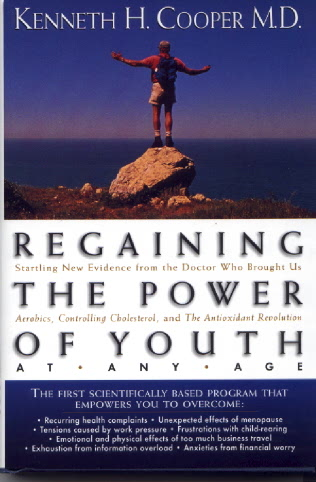 KENNETH H. COOPER M.D.
REGAINING
Startling New Evidence from the Doctor Who Brought Us
THE POWER
Aerobics, Controlling Cholesterol, and The Antioxidant Revolution
OF YOUTH
AT · ANY · AGE
THE FIRST SCIENTIFICALLY BASED PROGRAM THAT
EMPOWERS YOU TO OVERCOME:
• Recurring health complaints • Unexpected effects of menopause
• Tensions caused by work pressure • Frustrations with child-rearing
• Emotional and physical effects of too much business travel
• Exhaustion from information overload • Anxieties from financial worry